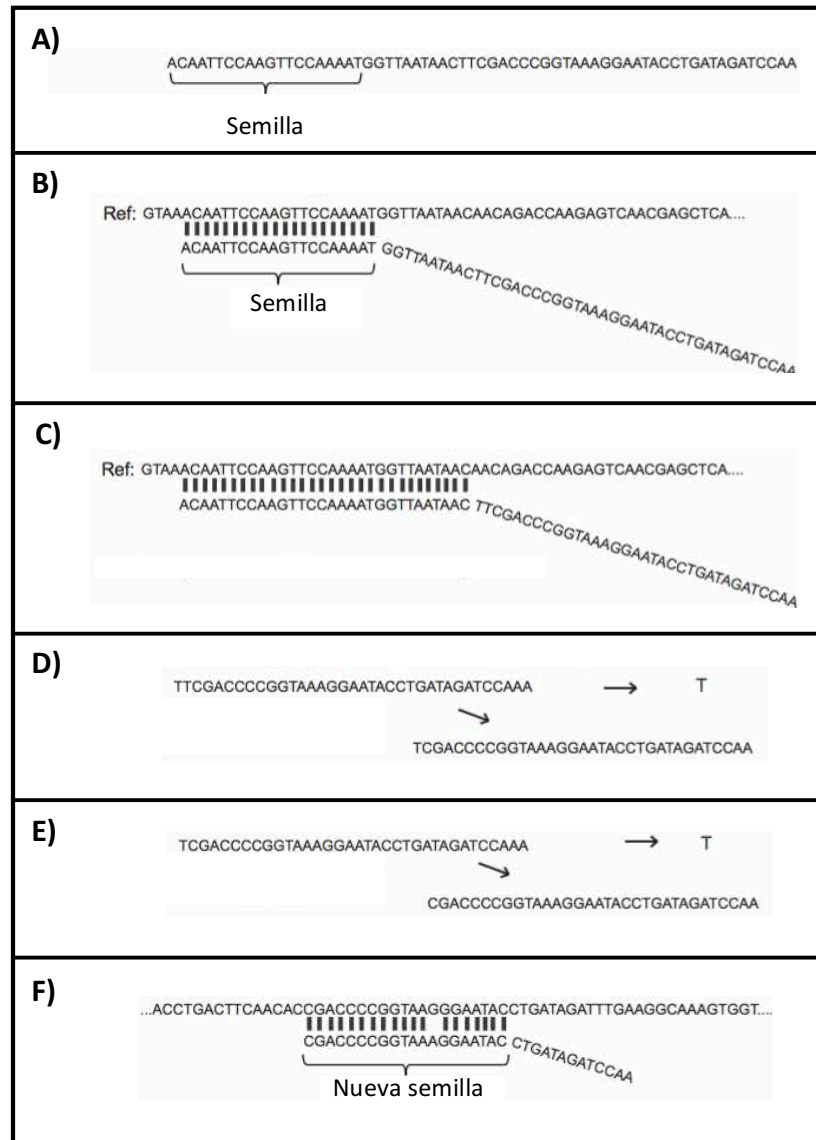 A)
ACAATTCCAAGTTCCAAAATGGTTAATAACTTCGACCCGGTAAAGGAATACCTGATAGATCCAA
Semilla
B)
Ref: GTAAACAATTCCAAGTTCCAAAATGGTTAATAACAACAGACCAAGAGTCAACGAGCTCA....
ACAATTCCAAGTTCCAAAAT GGTTAATAACTTCGACCCGGTAAAGGAATACCTGATAGATCCAA
Semilla
C)
Ref: GTAAACAATTCCAAGTTCCAAAATGGTTAATAACAACAGACCAAGAGTCAACGAGCTCA....
ACAATTCCAAGTTCCAAAATGGTTAATAAC TTCGACCCGGTAAAGGAATACCTGATAGATCCAA
D)
TTCGACCCCGGTAAAGGAATACCTGATAGATCCAAA → T
TCGACCCCGGTAAAGGAATACCTGATAGATCCAA
E)
TCGACCCCGGTAAAGGAATACCTGATAGATCCAAA → T
CGACCCCGGTAAAGGAATACCTGATAGATCCAA
F)
...ACCTGACTTCAACACCGACCCCGGTAAGGGAATACCTGATAGATTTGAAGGCAAAGTGGT....
CGACCCCGGTAAAGGAATAC CTGATAGATCCAA
Nueva semilla